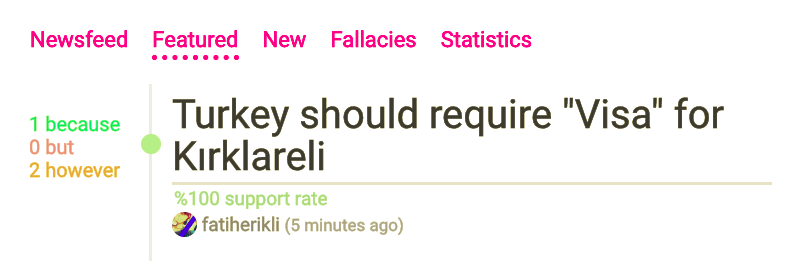 Newsfeed Featured New Fallacies Statistics
1 because
0 but
2 however
Turkey should require "Visa" for
Kırklareli
%100 support rate
fatiherikli (5 minutes ago)